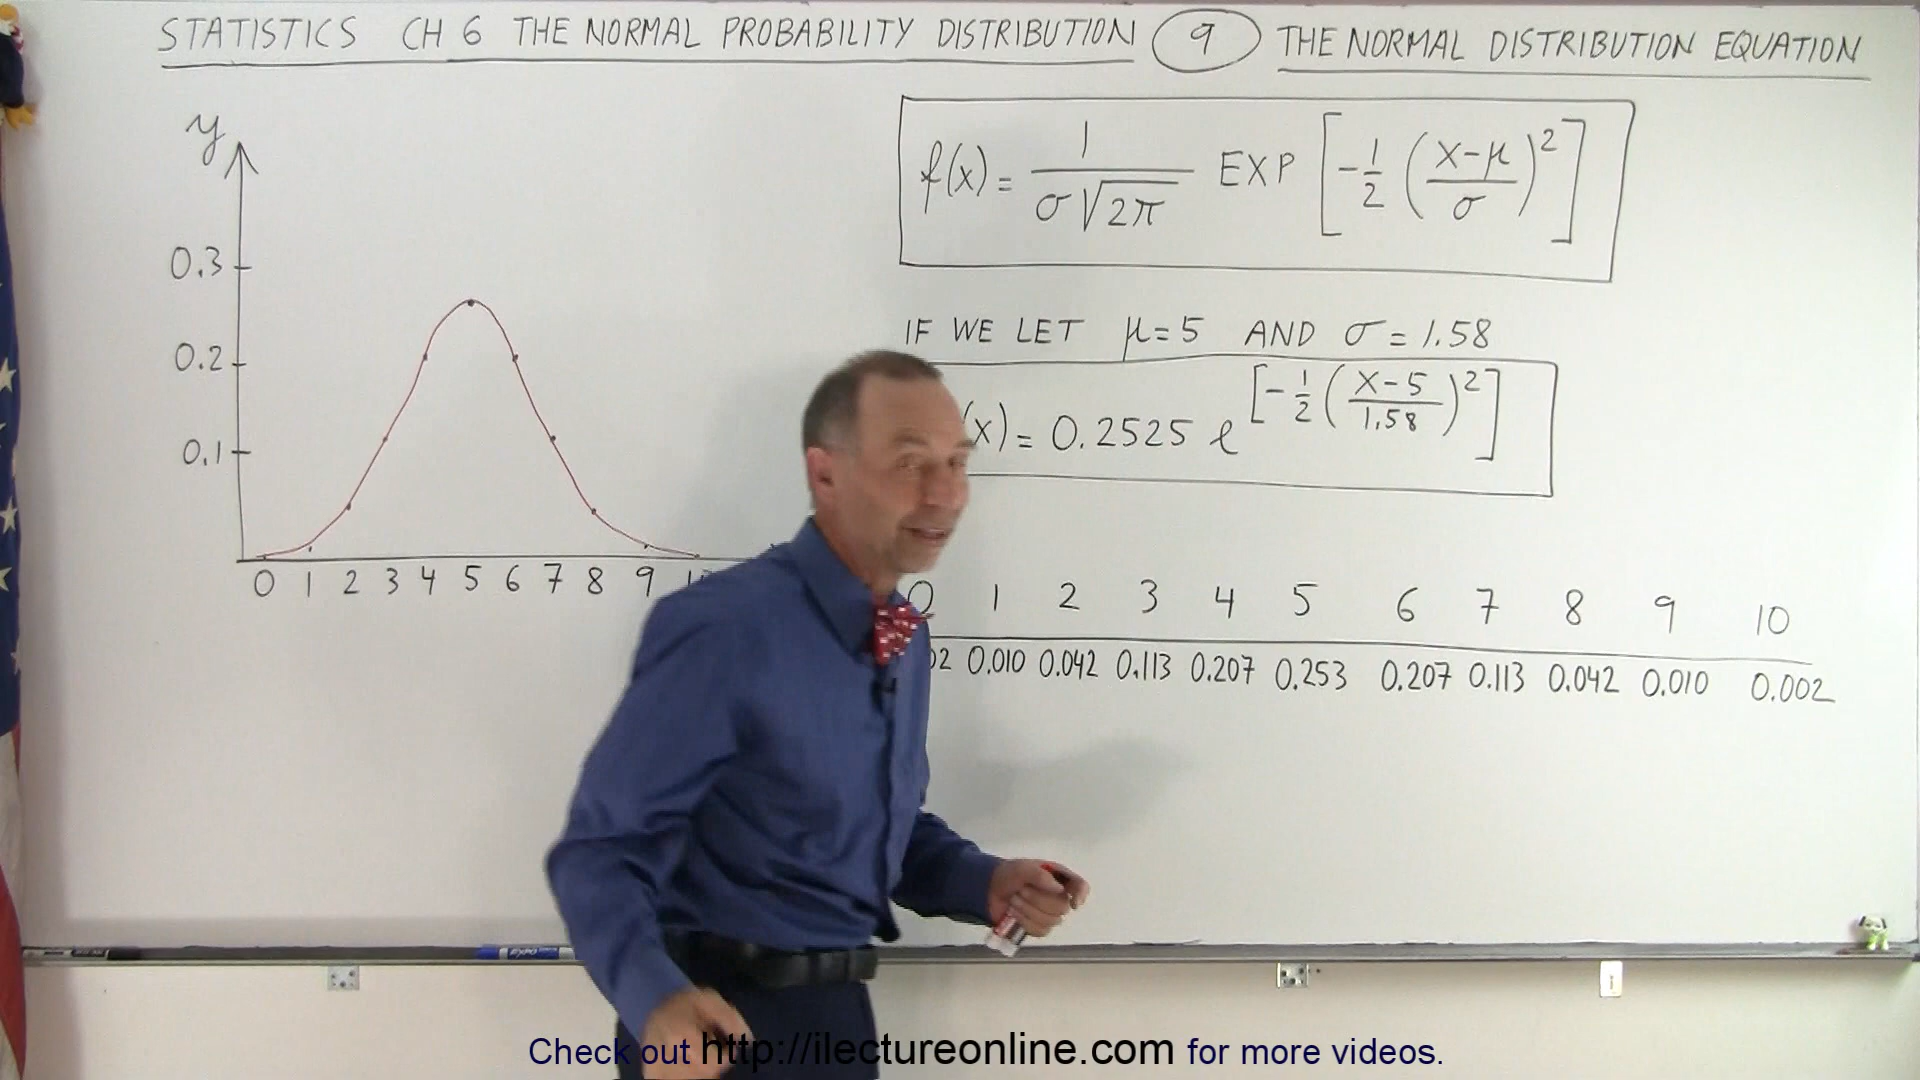 STATISTICS CH 6 THE NORMAL PROBABILITY DISTRIBUTION 9 THE NORMAL DISTRIBUTION EQUATION
y
0.3
0.2
0.1
0 1 2 3 4 5 6 7 8 9
f(x) = 1/(σ√2π) EXP [-1/2 ((x-μ)/σ)²]
IF WE LET μ=5 AND σ=1.58
(x) = 0.2525 e^[-1/2 ((x-5)/1.58)²]
0 1 2 3 4 5 6 7 8 9 10
02 0.010 0.042 0.113 0.207 0.253 0.207 0.113 0.042 0.010 0.002
Check out http://ilectureonline.com for more videos.